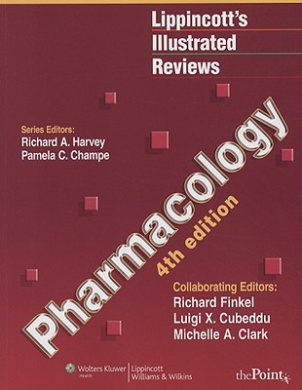 Lippincott's
Illustrated
Reviews
Series Editors:
Richard A. Harvey
Pamela C. Champe
Pharmacology
4th edition
Collaborating Editors:
Richard Finkel
Luigi X. Cubeddu
Michelle A. Clark
Wolters Kluwer
Lippincott
Williams & Wilkins
thePoint